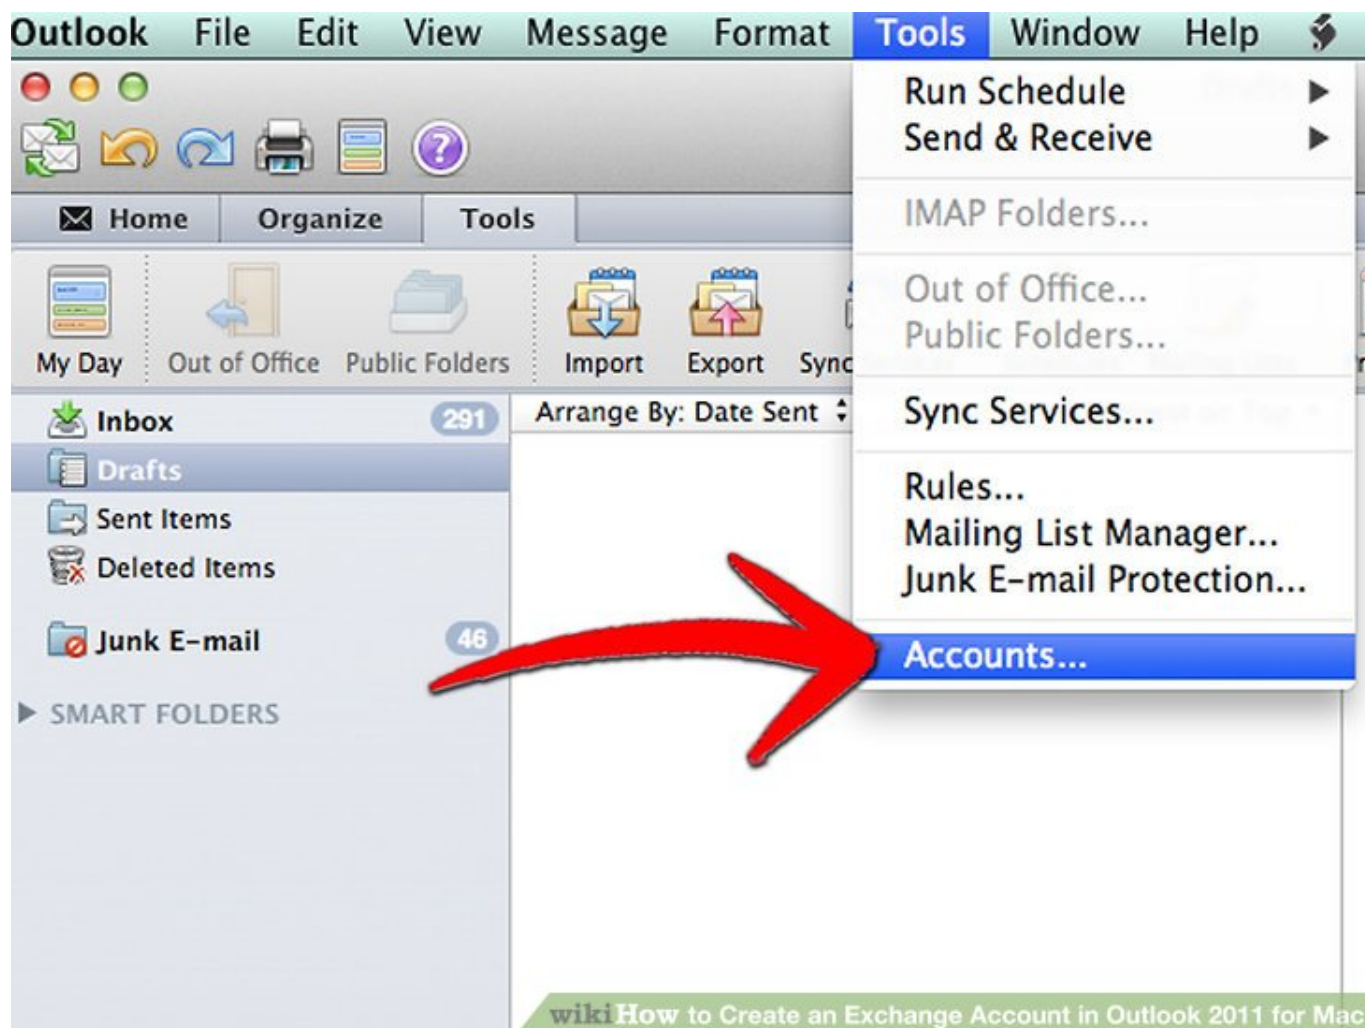 Outlook File Edit View Message Format Tools Window Help
Run Schedule
Send & Receive
IMAP Folders...
Out of Office...
Public Folders...
Sync Services...
Rules...
Mailing List Manager...
Junk E-mail Protection...
Accounts...
Home Organize Tools
My Day Out of Office Public Folders Import Export Sync
Arrange By: Date Sent
Inbox 291
Drafts
Sent Items
Deleted Items
Junk E-mail 46
SMART FOLDERS
wikiHow to Create an Exchange Account in Outlook 2011 for Mac